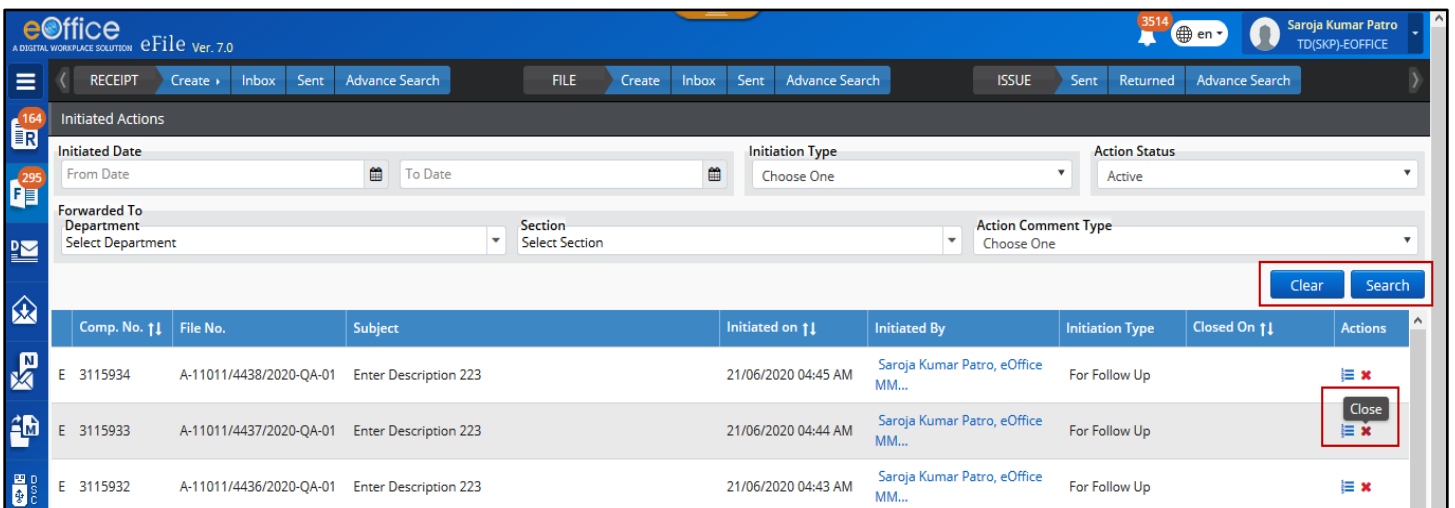 eOffice
A DIGITAL WORKPLACE SOLUTION eFile Ver. 7.0
3514 en Saroja Kumar Patro
TD(SKP)-EOFFICE
RECEIPT Create Inbox Sent Advance Search FILE Create Inbox Sent Advance Search ISSUE Sent Returned Advance Search
164 R
Initiated Actions
Initiated Date Initiation Type Action Status
295 F
From Date To Date Choose One Active
Forwarded To
Department Section Action Comment Type
D
Select Department Select Section Choose One
Clear Search
Comp. No. File No. Subject Initiated on Initiated By Initiation Type Closed On Actions
N
E 3115934 A-11011/4438/2020-QA-01 Enter Description 223 21/06/2020 04:45 AM Saroja Kumar Patro, eOffice For Follow Up
MM...
Close
M
E 3115933 A-11011/4437/2020-QA-01 Enter Description 223 21/06/2020 04:44 AM Saroja Kumar Patro, eOffice For Follow Up
MM...
DSC
E 3115932 A-11011/4436/2020-QA-01 Enter Description 223 21/06/2020 04:43 AM Saroja Kumar Patro, eOffice For Follow Up
MM...